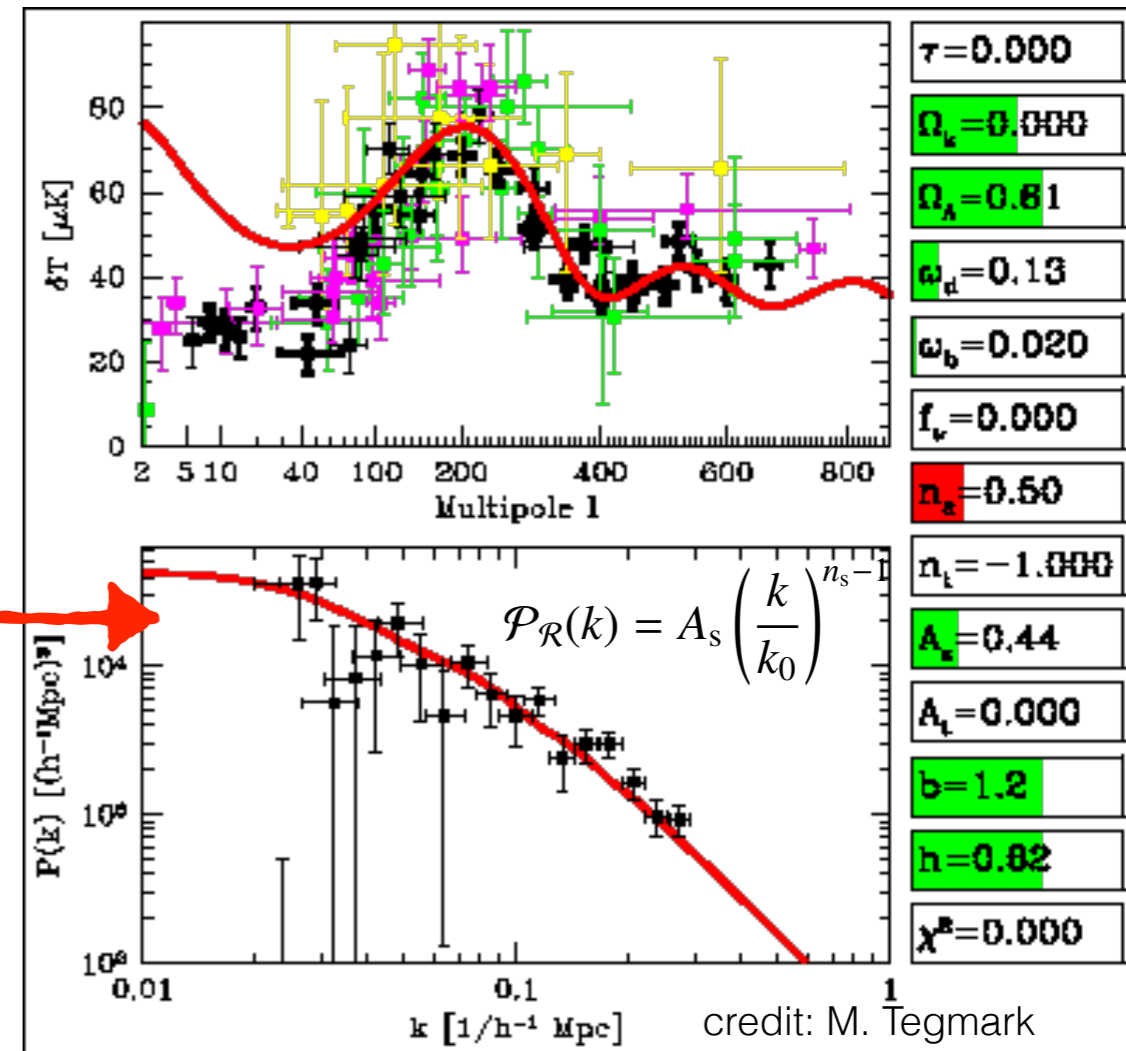 80
60
40
20
0
δT [μK]
2 5 10 40 100 200 400 600 800
Multipole l
τ=0.000
Ω_k=0.000
Ω_Λ=0.61
ω_d=0.13
ω_b=0.020
f_ν=0.000
n_s=0.50
n_t=-1.000
A_s=0.44
A_t=0.000
b=1.2
h=0.62
χ²=0.000
P_R(k) = A_s (k/k_0)^{n_s-1}
P(k) [(h⁻¹Mpc)³]
10⁴
10³
10²
0.01 0.1 1
k [1/h⁻¹ Mpc]
credit: M. Tegmark